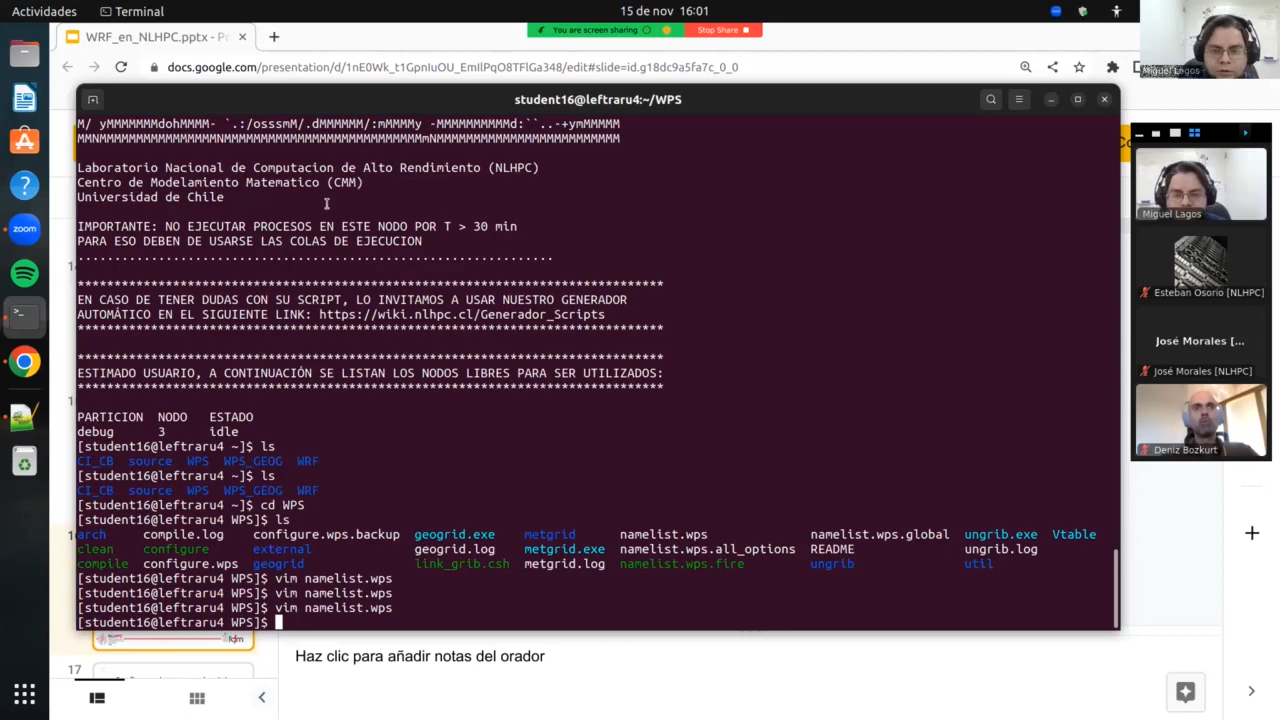 Actividades
Terminal
15 de nov 16:01
WRF_en_NLHPC.pptx - Pr
You are screen sharing
Stop Share
docs.google.com/presentation/d/1nE0Wk_t1GpnIuOU_EmIlPQO8TFlGa348/edit#slide=id.g18dc9a5fa7c_0_0
student16@leftraru4:~/WPS
M/ yMMMMMMMdohMMMM- `.:/osssmM/.dMMMMMM/:mMMMMy -MMMMMMMMMMd:``..-+ymMMMMM
Laboratorio Nacional de Computacion de Alto Rendimiento (NLHPC)
Centro de Modelamiento Matematico (CMM)
Universidad de Chile
IMPORTANTE: NO EJECUTAR PROCESOS EN ESTE NODO POR T > 30 min
PARA ESO DEBEN DE USARSE LAS COLAS DE EJECUCION
EN CASO DE TENER DUDAS CON SU SCRIPT, LO INVITAMOS A USAR NUESTRO GENERADOR
AUTOMÁTICO EN EL SIGUIENTE LINK: https://wiki.nlhpc.cl/Generador_Scripts
ESTIMADO USUARIO, A CONTINUACIÓN SE LISTAN LOS NODOS LIBRES PARA SER UTILIZADOS:
PARTICION NODO ESTADO
debug 3 idle
[student16@leftraru4 ~]$ ls
CI_CB source WPS WPS_GEOG WRF
[student16@leftraru4 ~]$ ls
CI_CB source WPS WPS_GEOG WRF
[student16@leftraru4 ~]$ cd WPS
[student16@leftraru4 WPS]$ ls
arch compile.log configure.wps.backup geogrid.exe metgrid namelist.wps namelist.wps.global ungrib.exe Vtable
clean configure external geogrid.log metgrid.exe namelist.wps.all_options README ungrib.log
compile configure.wps geogrid link_grib.csh metgrid.log namelist.wps.fire ungrib util
[student16@leftraru4 WPS]$ vim namelist.wps
[student16@leftraru4 WPS]$ vim namelist.wps
[student16@leftraru4 WPS]$ vim namelist.wps
[student16@leftraru4 WPS]$
17
Haz clic para añadir notas del orador
zoom
Miguel Lagos
Miguel Lagos
Esteban Osorio [NLHPC]
José Morales [...
José Morales [NLHPC]
Deniz Bozkurt